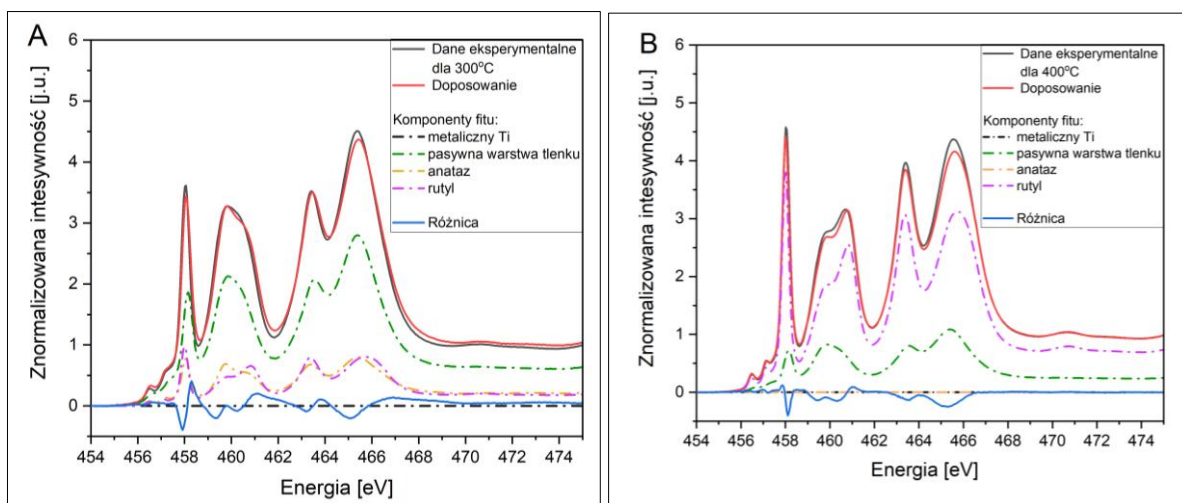 A
Znormalizowana intesywność [j.u.]
6
5
4
3
2
1
0
Dane eksperymentalne
dla 300°C
Doposowanie
Komponenty fitu:
metaliczny Ti
pasywna warstwa tlenku
anataz
rutyl
Różnica
454 456 458 460 462 464 466 468 470 472 474
Energia [eV]
B
Znormalizowana intesywność [j.u.]
6
5
4
3
2
1
0
Dane eksperymentalne
dla 400°C
Doposowanie
Komponenty fitu:
metaliczny Ti
pasywna warstwa tlenku
anataz
rutyl
Różnica
454 456 458 460 462 464 466 468 470 472 474
Energia [eV]